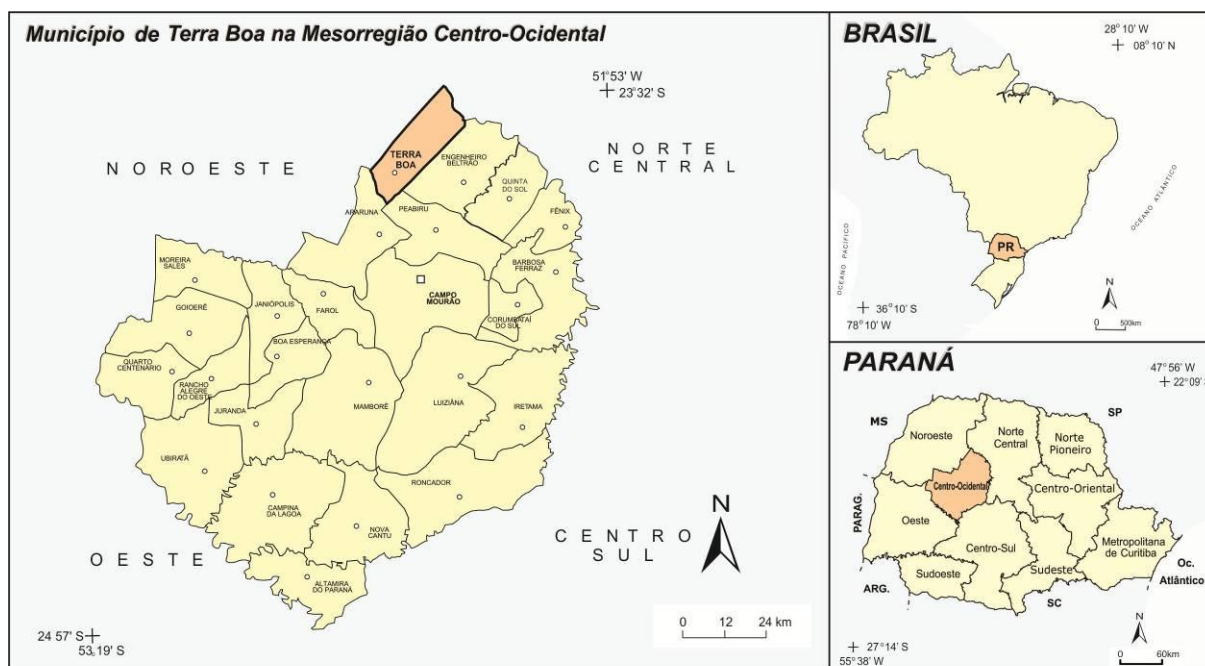 Município de Terra Boa na Mesorregião Centro-Ocidental
51°53' W
23°32' S
NOROESTE
NORTE
CENTRAL
TERRA
BOA
ENGENHEIRO
BELTRÃO
QUINTA
DO SOL
ARARUNA
PEABIRU
FÊNIX
MOREIRA
SALES
BARBOSA
FERRAZ
GOIOERÊ
JANIÓPOLIS
FAROL
CAMPO
MOURÃO
CORUMBATAÍ
DO SUL
BOA ESPERANÇA
QUARTO
CENTENÁRIO
RANCHO
ALEGRE
DO OESTE
JURANDA
MAMBORÊ
LUIZIÂNA
IRETAMA
UBIRATÃ
RONCADOR
CAMPINA
DA LAGOA
NOVA
CANTU
ALTAMIRA
DO PARANÁ
OESTE
CENTRO
SUL
N
0 12 24 km
24 57' S
53°19' S
BRASIL
28° 10' W
08° 10' N
OCEANO PACÍFICO
OCEANO ATLÂNTICO
PR
36° 10' S
78° 10' W
N
0 500km
PARANÁ
47° 56' W
22° 09' S
MS
SP
Noroeste
Norte
Central
Norte
Pioneiro
Centro-Ocidental
Centro-Oriental
PARAG.
Oeste
Centro-Sul
Metropolitana
de Curitiba
Sudoeste
Sudeste
Oc.
Atlântico
ARG.
SC
27° 14' S
55° 38' W
N
0 60km